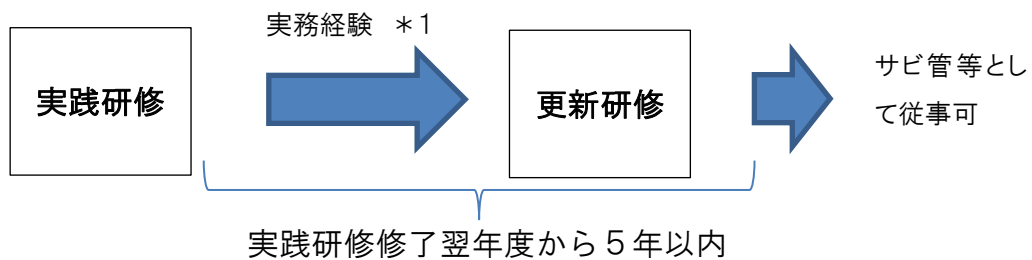 実務経験　＊1
実践研修
更新研修
サビ管等とし
て従事可
実践研修修了翌年度から５年以内